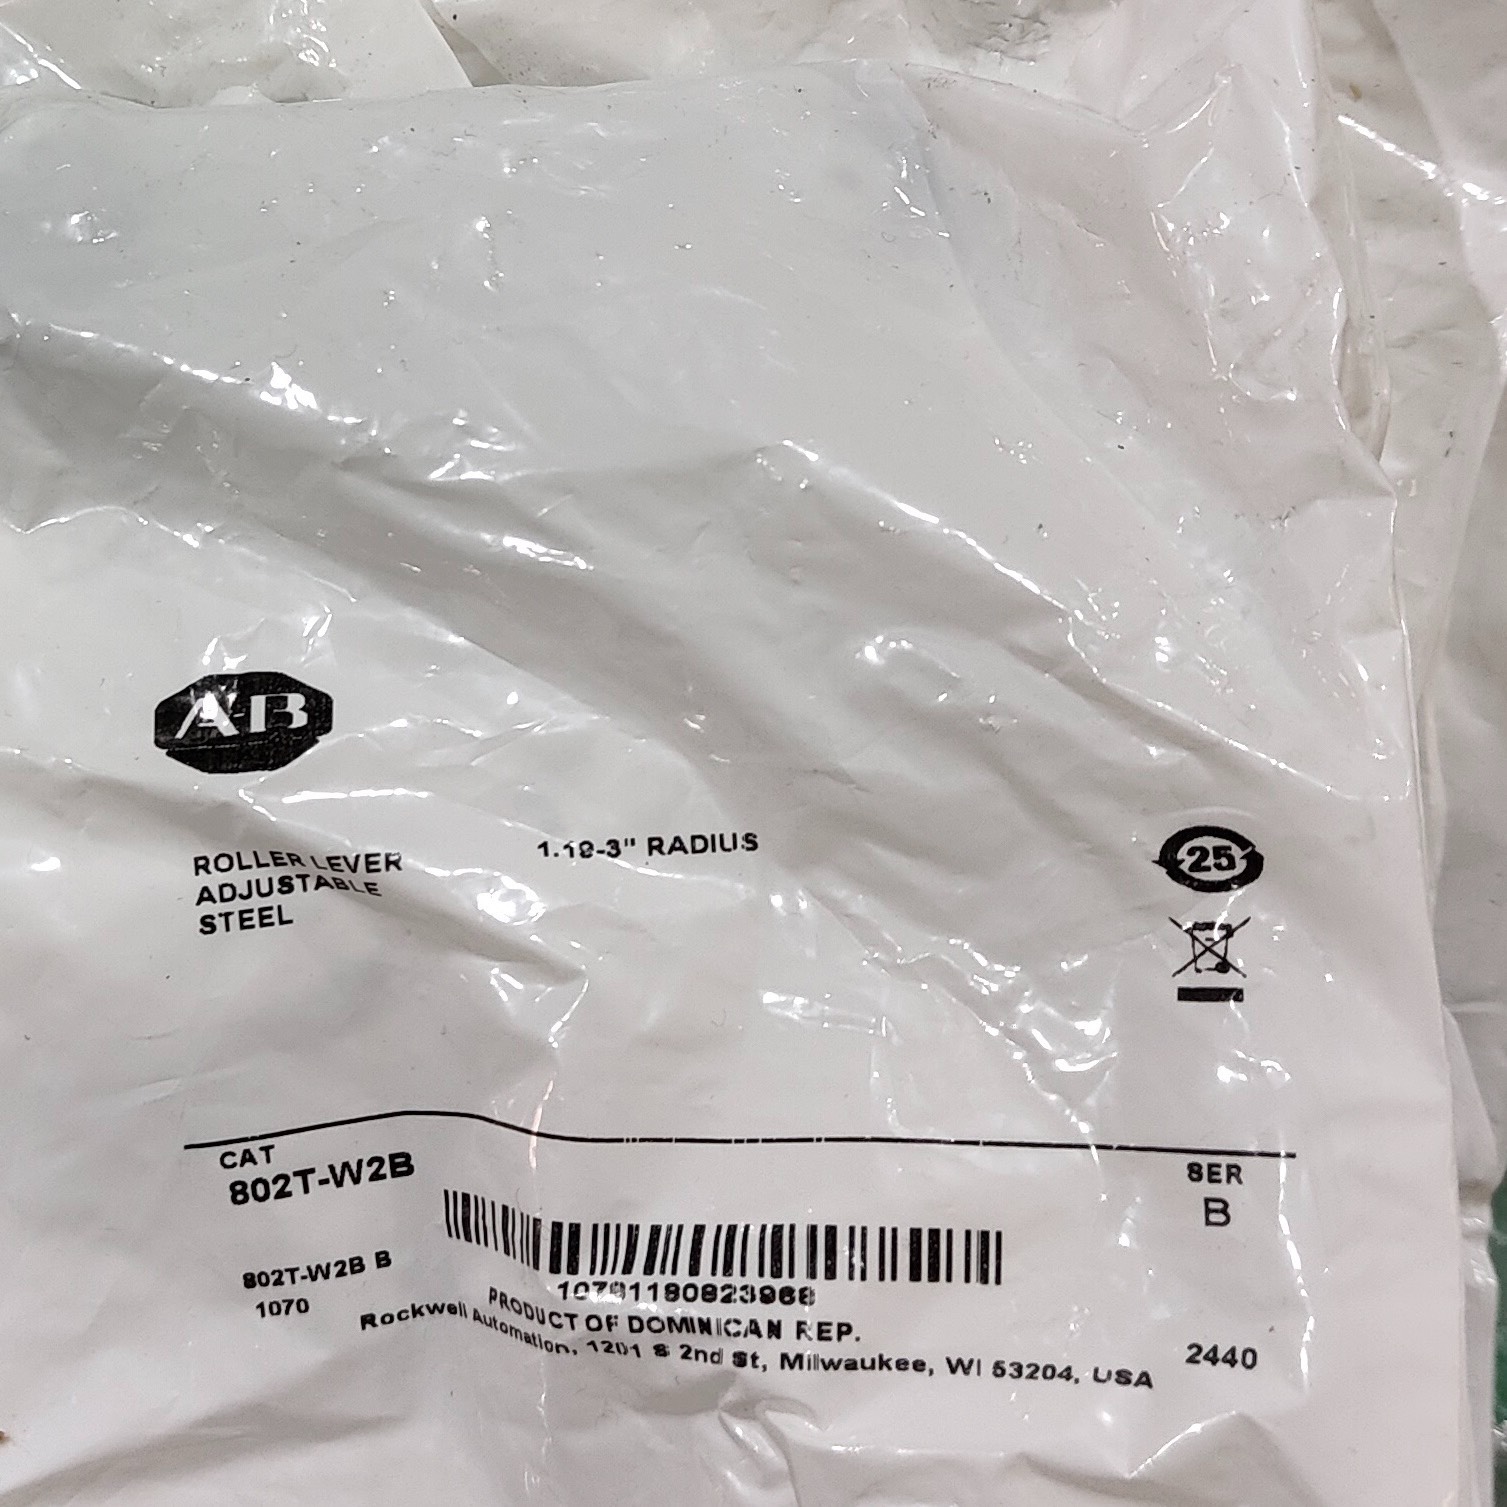 A-B
ROLLER LEVER
ADJUSTABLE
STEEL
1.18-3" RADIUS
25
CAT
802T-W2B
SER
B
802T-W2B B
1070
PRODUCT OF DOMINICAN REP.
Rockwell Automation, 1201 S 2nd St, Milwaukee, WI 53204, USA
2440